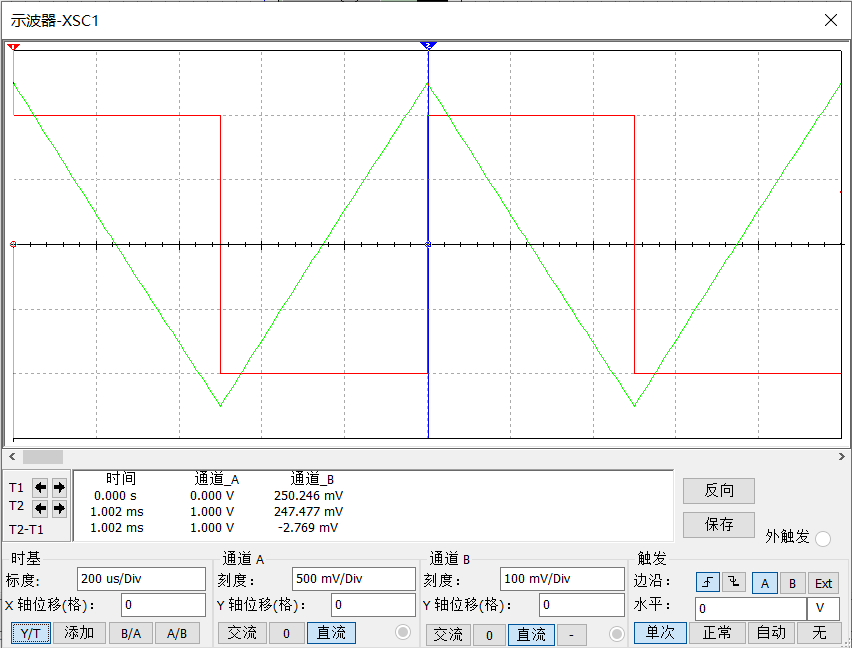 示波器-XSC1
1
2
时间 通道_A 通道_B
T1 0.000 s 0.000 V 250.246 mV
T2 1.002 ms 1.000 V 247.477 mV
T2-T1 1.002 ms 1.000 V -2.769 mV
反向
保存
外触发
时基 通道 A 通道 B 触发
标度: 200 us/Div 刻度: 500 mV/Div 刻度: 100 mV/Div 边沿: A B Ext
X 轴位移(格): 0 Y 轴位移(格): 0 Y 轴位移(格): 0 水平: 0 V
Y/T 添加 B/A A/B 交流 0 直流 交流 0 直流 - 单次 正常 自动 无